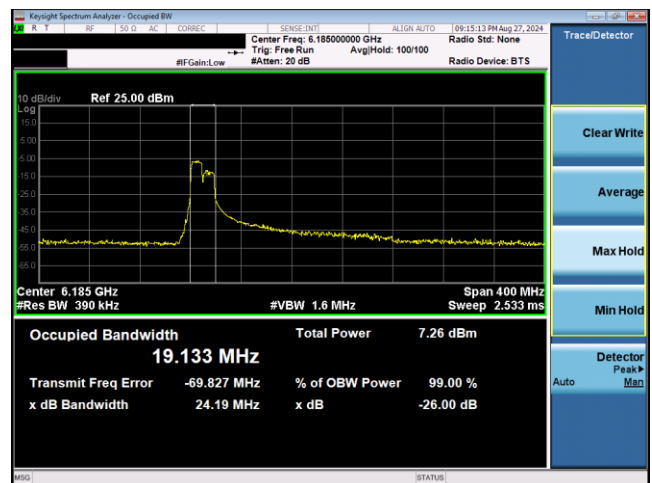 Keysight Spectrum Analyzer - Occupied BW
R T RF 50 Ω AC CORREC SENSE:INT ALIGN AUTO 09:15:13 PM Aug 27, 2024
Center Freq: 6.185000000 GHz Radio Std: None
Trig: Free Run Avg|Hold: 100/100
#IFGain:Low #Atten: 20 dB Radio Device: BTS
Trace/Detector
10 dB/div Ref 25.00 dBm
Log
15.0
5.00
-5.00
-15.0
-25.0
-35.0
-45.0
-55.0
-65.0
Center 6.185 GHz Span 400 MHz
#Res BW 390 kHz #VBW 1.6 MHz Sweep 2.533 ms
Occupied Bandwidth Total Power 7.26 dBm
19.133 MHz
Transmit Freq Error -69.827 MHz % of OBW Power 99.00 %
x dB Bandwidth 24.19 MHz x dB -26.00 dB
Clear Write
Average
Max Hold
Min Hold
Detector
Peak▶
Auto Man
MSG STATUS